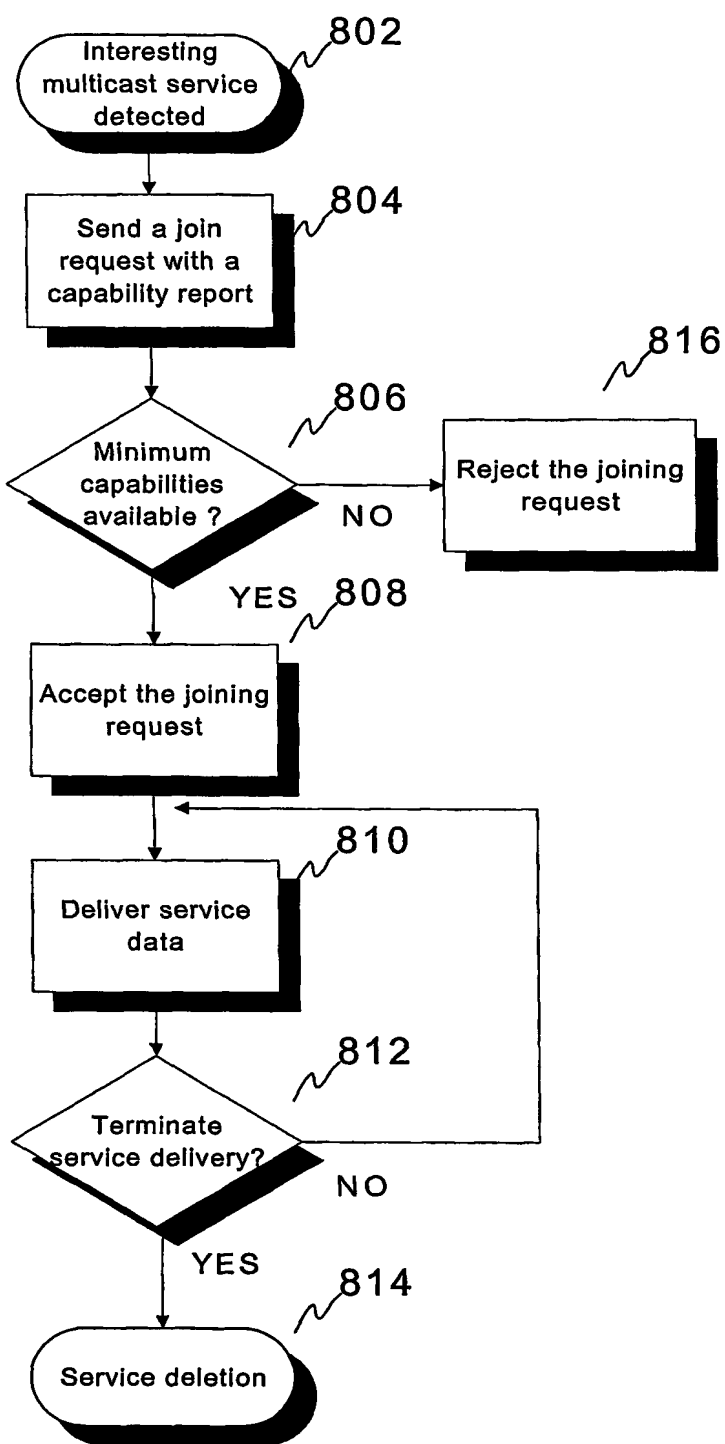 802
Interesting
multicast service
detected
804
Send a join
request with a
capability report
806
816
Minimum
capabilities
available ?
NO
Reject the joining
request
YES
808
Accept the joining
request
810
Deliver service
data
812
Terminate
service delivery?
NO
YES
814
Service deletion